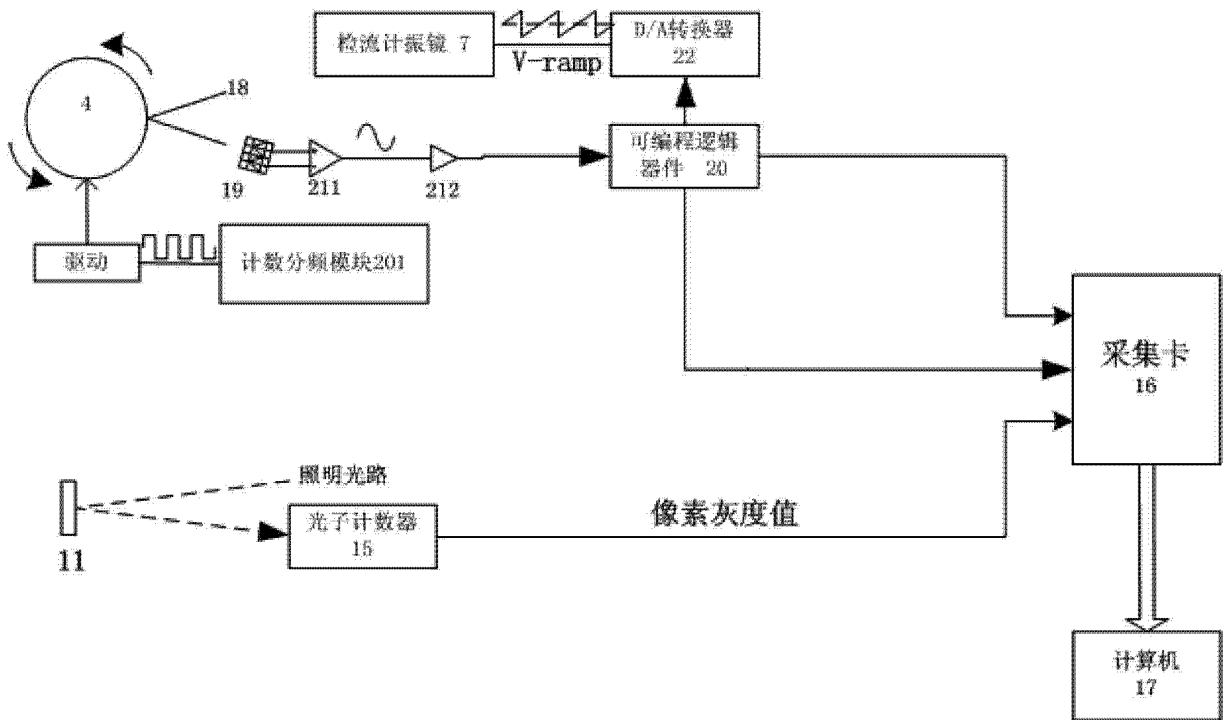 检流计振镜 7
V-ramp
D/A转换器
22
4
18
19
211
212
可编程逻辑
器件 20
驱动
计数分频模块201
采集卡
16
照明光路
11
光子计数器
15
像素灰度值
计算机
17